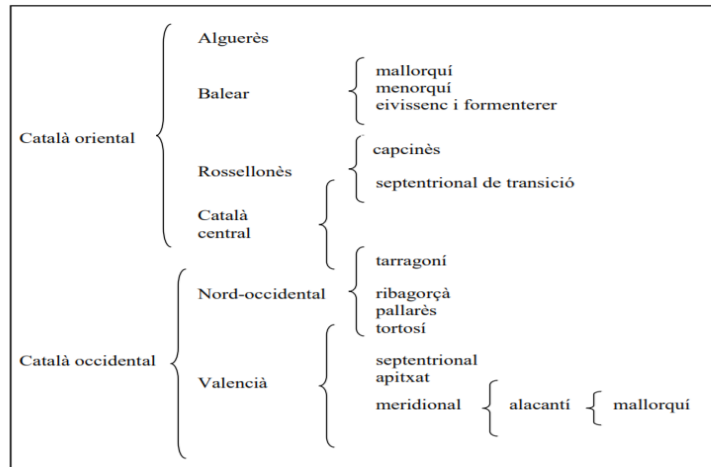 Alguerès
mallorquí
menorquí
Balear
eivissenc i formenterer
Català oriental
capcinès
Rossellonès
septentrional de transició
Català
central
tarragoní
Nord-occidental
ribagorçà
pallarès
tortosí
Català occidental
septentrional
Valencià
apitxat
meridional alacantí mallorquí